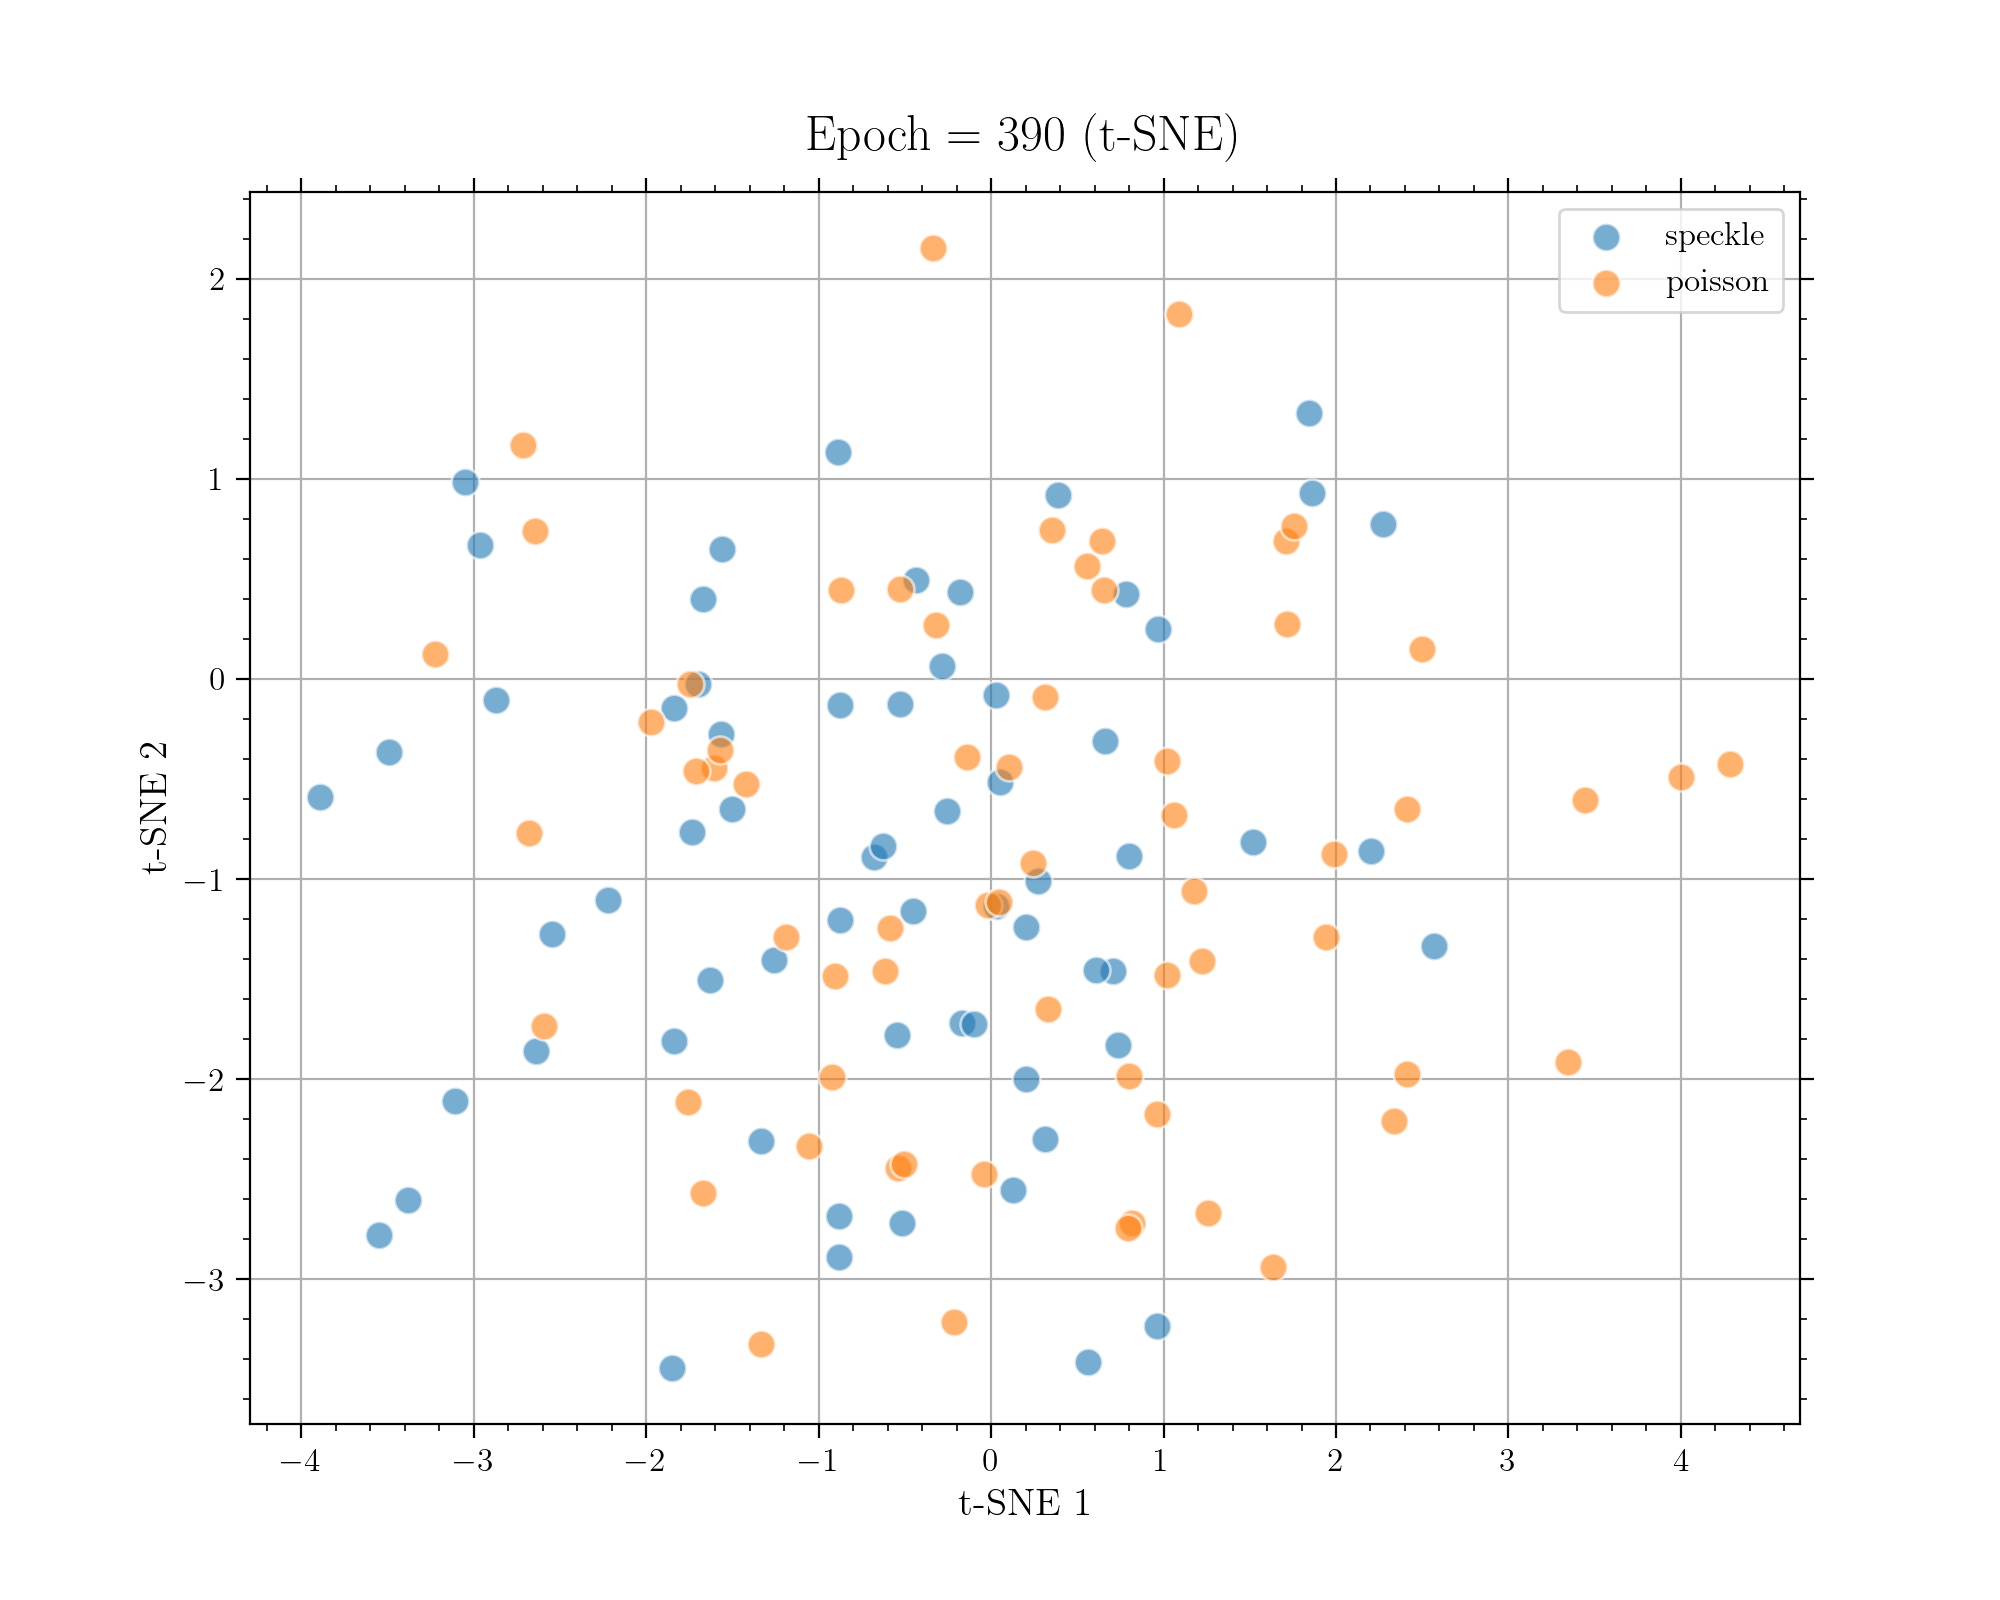 Epoch = 390 (t-SNE)
speckle
poisson
2
1
0
−1
−2
−3
t-SNE 2
−4 −3 −2 −1 0 1 2 3 4
t-SNE 1